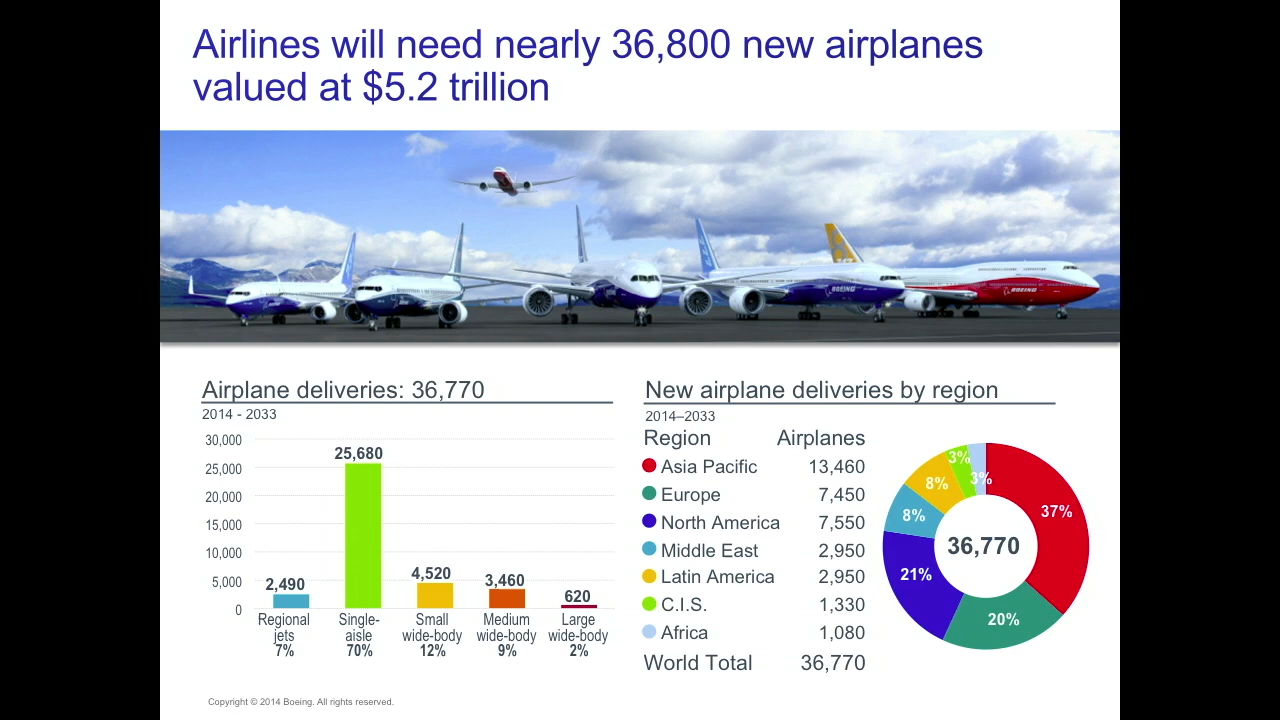 Airlines will need nearly 36,800 new airplanes
valued at $5.2 trillion
BOEING
BOEING
Airplane deliveries: 36,770
2014 - 2033
30,000
25,000
20,000
15,000
10,000
5,000
0
2,490
25,680
4,520
3,460
620
Regional
jets
7%
Single-
aisle
70%
Small
wide-body
12%
Medium
wide-body
9%
Large
wide-body
2%
New airplane deliveries by region
2014–2033
Region Airplanes
Asia Pacific 13,460
Europe 7,450
North America 7,550
Middle East 2,950
Latin America 2,950
C.I.S. 1,330
Africa 1,080
World Total 36,770
37%
20%
21%
8%
8%
3%
3%
36,770
Copyright © 2014 Boeing. All rights reserved.